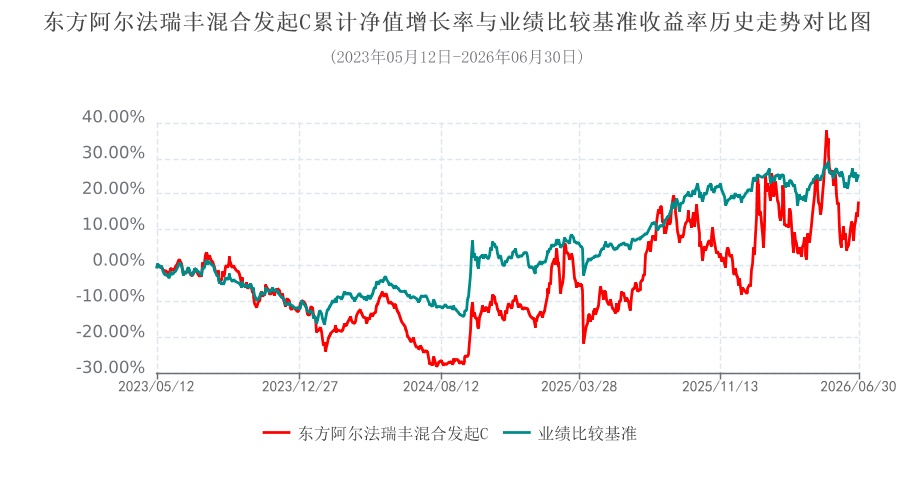 东方阿尔法瑞丰混合发起C累计净值增长率与业绩比较基准收益率历史走势对比图
(2023年05月12日-2026年06月30日)
40.00%
30.00%
20.00%
10.00%
0.00%
-10.00%
-20.00%
-30.00%
2023/05/12 2023/12/27 2024/08/12 2025/03/28 2025/11/13 2026/06/30
东方阿尔法瑞丰混合发起C 业绩比较基准